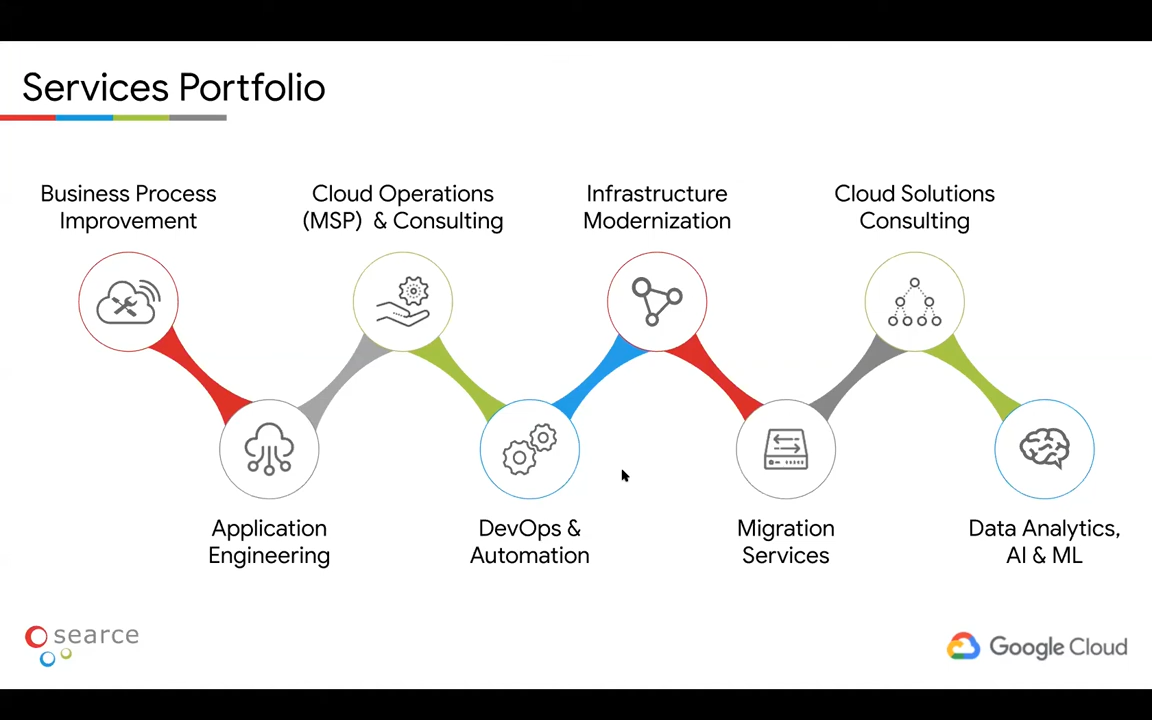 Services Portfolio
Business Process
Improvement
Cloud Operations
(MSP) & Consulting
Infrastructure
Modernization
Cloud Solutions
Consulting
Application
Engineering
DevOps &
Automation
Migration
Services
Data Analytics,
AI & ML
searce
Google Cloud